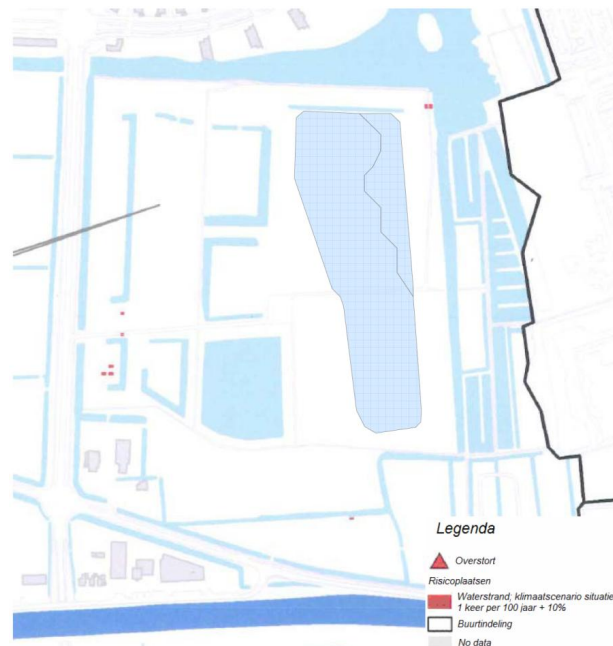 Legenda
Overstort
Risicoplaatsen
Waterstrand; klimaatscenario situatie
1 keer per 100 jaar + 10%
Buurtindeling
No data